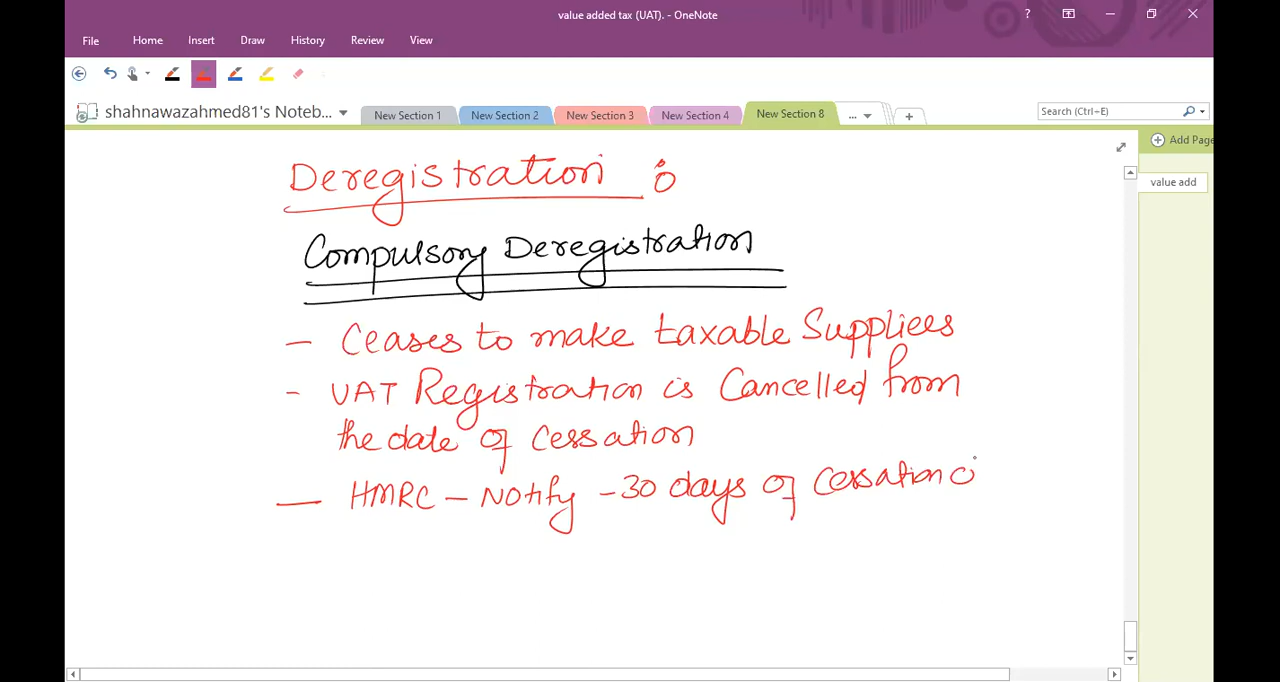 value added tax (UAT). - OneNote
?
File Home Insert Draw History Review View
shahnawazahmed81's Noteb...
New Section 1 New Section 2 New Section 3 New Section 4 New Section 8 ... +
Search (Ctrl+E)
Add Page
value add
Deregistration :
Compulsory Deregistration
- Ceases to make taxable Suppliees
- VAT Registration is Cancelled from
the date of cessation
- HMRC - Notify - 30 days of cessation